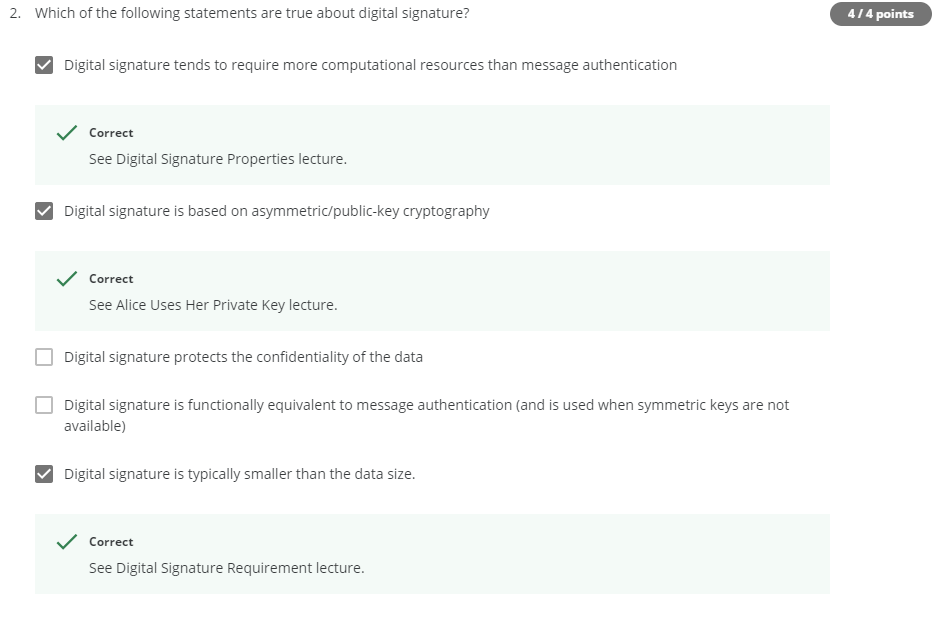 2. Which of the following statements are true about digital signature?
4 / 4 points
Digital signature tends to require more computational resources than message authentication
Correct
See Digital Signature Properties lecture.
Digital signature is based on asymmetric/public-key cryptography
Correct
See Alice Uses Her Private Key lecture.
Digital signature protects the confidentiality of the data
Digital signature is functionally equivalent to message authentication (and is used when symmetric keys are not
available)
Digital signature is typically smaller than the data size.
Correct
See Digital Signature Requirement lecture.